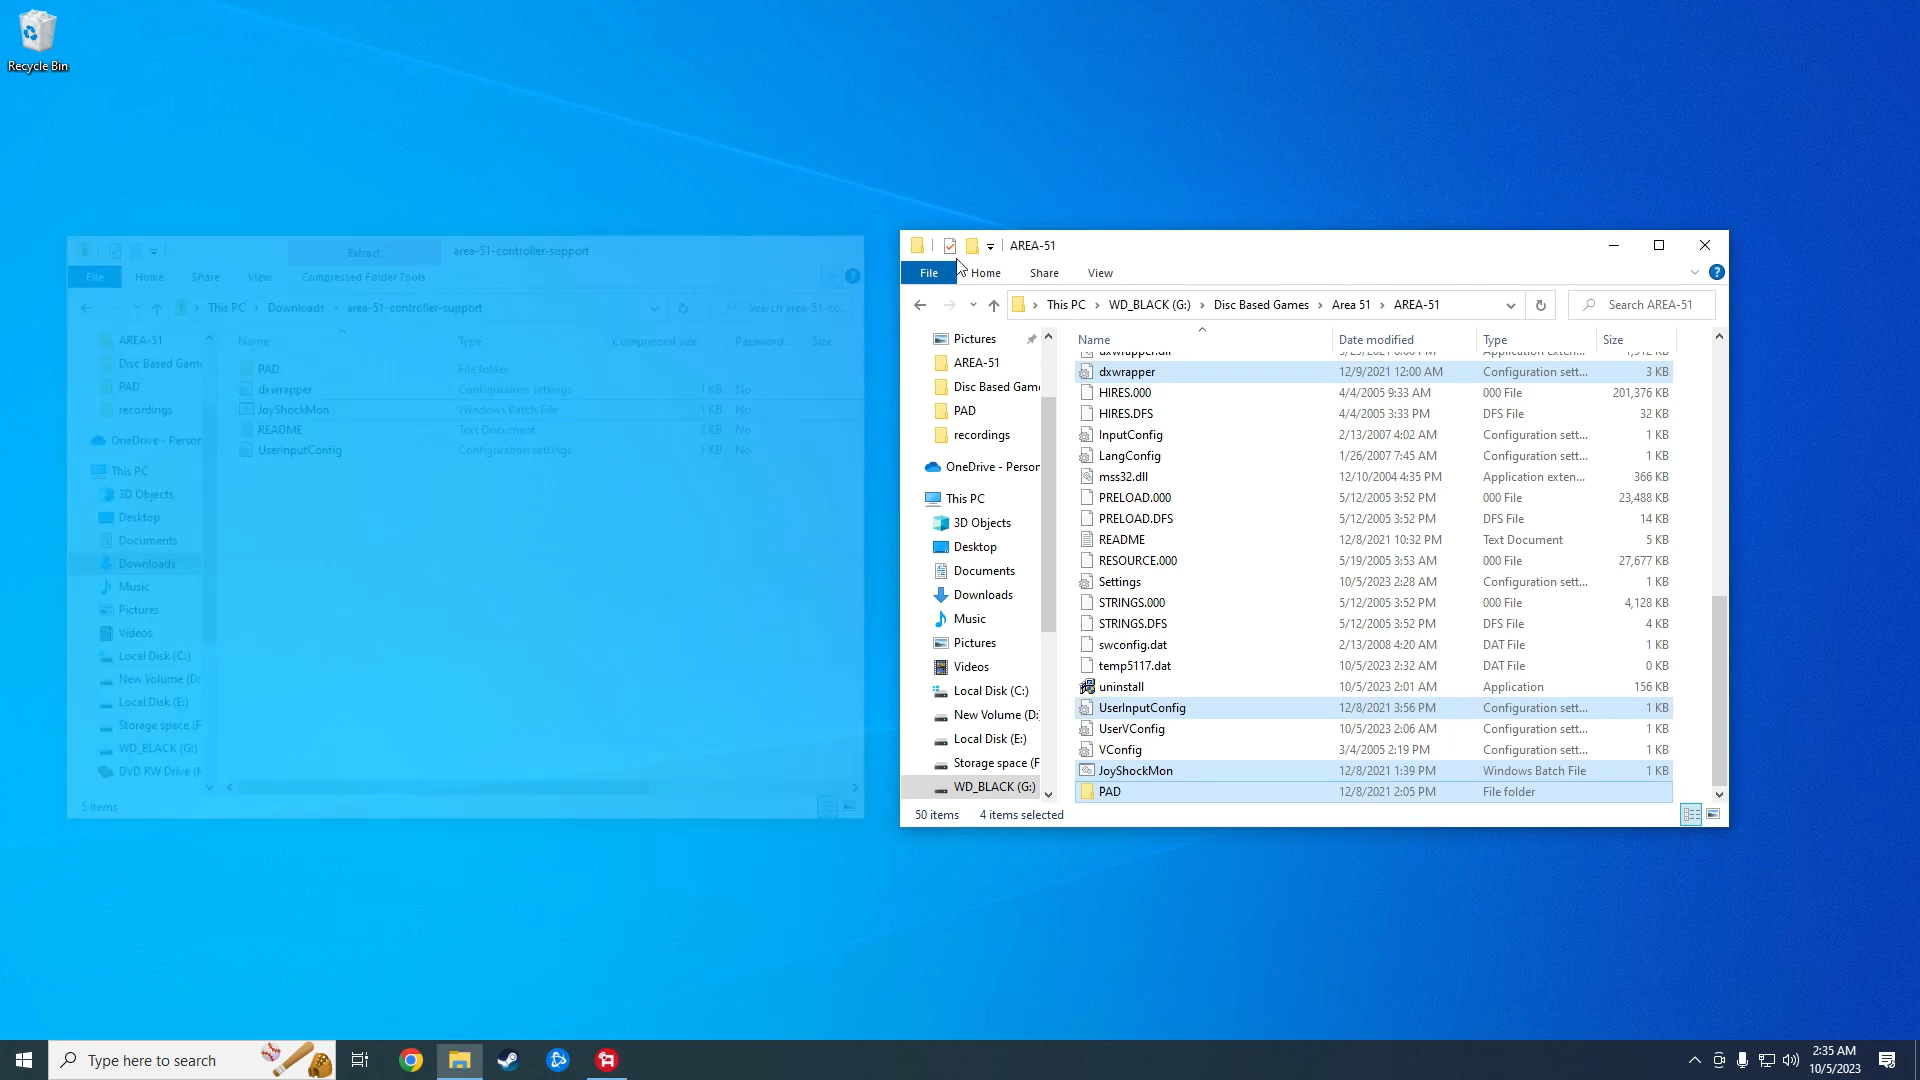 Recycle Bin
Extract
area-51-controller-support
File
Home
Share
View
Compressed Folder Tools
This PC › Downloads › area-51-controller-support
Search area-51-co...
AREA-51
Disc Based Game
PAD
recordings
OneDrive - Person
This PC
3D Objects
Desktop
Documents
Downloads
Music
Pictures
Videos
Local Disk (C:)
New Volume (D:
Local Disk (E:)
Storage space (F
WD_BLACK (G:)
DVD RW Drive (H
Name Type Compressed size Password ... Size
PAD File folder
dxwrapper Configuration settings 1 KB No
JoyShockMon Windows Batch File 1 KB No
README Text Document 2 KB No
UserInputConfig Configuration settings 1 KB No
5 items
AREA-51
File
Home
Share
View
This PC › WD_BLACK (G:) › Disc Based Games › Area 51 › AREA-51
Search AREA-51
Pictures
AREA-51
Disc Based Game
PAD
recordings
OneDrive - Person
This PC
3D Objects
Desktop
Documents
Downloads
Music
Pictures
Videos
Local Disk (C:)
New Volume (D:
Local Disk (E:)
Storage space (F
WD_BLACK (G:)
Name Date modified Type Size
dxwrapper 12/9/2021 12:00 AM Configuration sett... 3 KB
HIRES.000 4/4/2005 9:33 AM 000 File 201,376 KB
HIRES.DFS 4/4/2005 3:33 PM DFS File 32 KB
InputConfig 2/13/2007 4:02 AM Configuration sett... 1 KB
LangConfig 1/26/2007 7:45 AM Configuration sett... 1 KB
mss32.dll 12/10/2004 4:35 PM Application exten... 366 KB
PRELOAD.000 5/12/2005 3:52 PM 000 File 23,488 KB
PRELOAD.DFS 5/12/2005 3:52 PM DFS File 14 KB
README 12/8/2021 10:32 PM Text Document 5 KB
RESOURCE.000 5/19/2005 3:53 AM 000 File 27,677 KB
Settings 10/5/2023 2:28 AM Configuration sett... 1 KB
STRINGS.000 5/12/2005 3:52 PM 000 File 4,128 KB
STRINGS.DFS 5/12/2005 3:52 PM DFS File 4 KB
swconfig.dat 2/13/2008 4:20 AM DAT File 1 KB
temp5117.dat 10/5/2023 2:32 AM DAT File 0 KB
uninstall 10/5/2023 2:01 AM Application 156 KB
UserInputConfig 12/8/2021 3:56 PM Configuration sett... 1 KB
UserVConfig 10/5/2023 2:06 AM Configuration sett... 1 KB
VConfig 3/4/2005 2:19 PM Configuration sett... 1 KB
JoyShockMon 12/8/2021 1:39 PM Windows Batch File 1 KB
PAD 12/8/2021 2:05 PM File folder
50 items 4 items selected
Type here to search
2:35 AM
10/5/2023